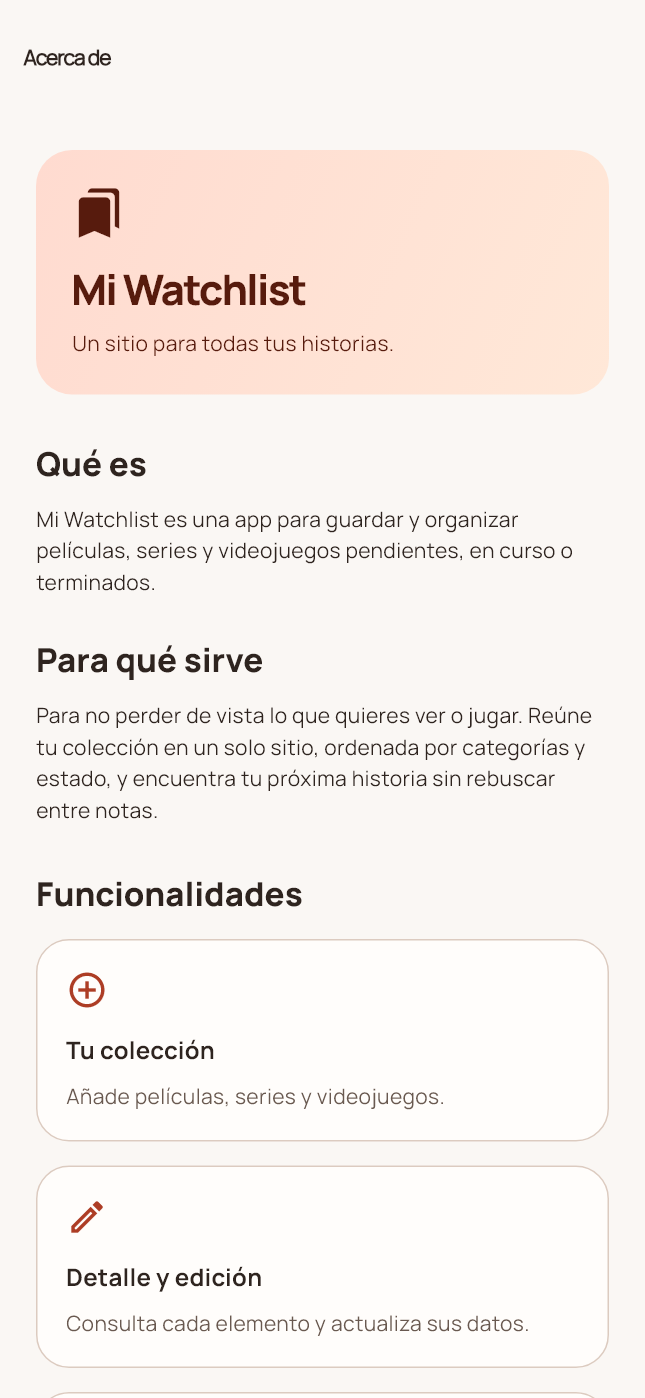 Acerca de
Mi Watchlist
Un sitio para todas tus historias.
Qué es
Mi Watchlist es una app para guardar y organizar
películas, series y videojuegos pendientes, en curso o
terminados.
Para qué sirve
Para no perder de vista lo que quieres ver o jugar. Reúne
tu colección en un solo sitio, ordenada por categorías y
estado, y encuentra tu próxima historia sin rebuscar
entre notas.
Funcionalidades
Tu colección
Añade películas, series y videojuegos.
Detalle y edición
Consulta cada elemento y actualiza sus datos.